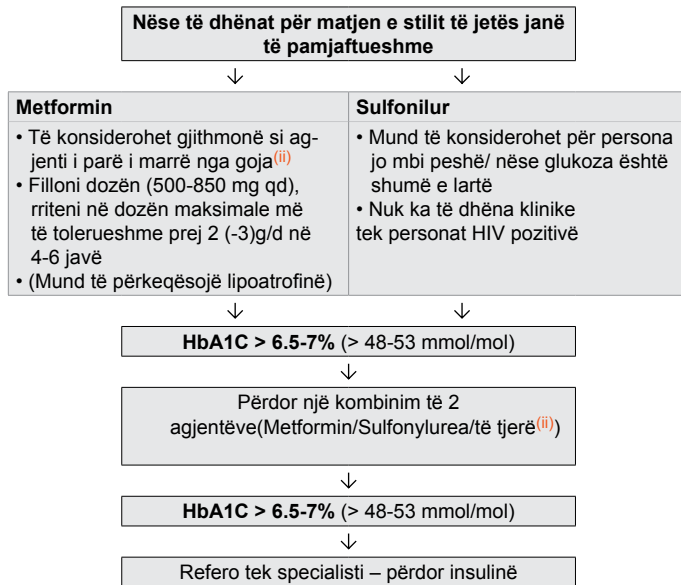 Nëse të dhënat për matjen e stilit të jetës janë
të pamjaftueshme
Metformin
• Të konsiderohet gjithmonë si ag-
jenti i parë i marrë nga goja(ii)
• Filloni dozën (500-850 mg qd),
rriteni në dozën maksimale më
të tolerueshme prej 2 (-3)g/d në
4-6 javë
• (Mund të përkeqësojë lipoatrofinë)
Sulfonilur
• Mund të konsiderohet për persona
jo mbi peshë/ nëse glukoza është
shumë e lartë
• Nuk ka të dhëna klinike
tek personat HIV pozitivë
HbA1C > 6.5-7% (> 48-53 mmol/mol)
Përdor një kombinim të 2
agjentëve(Metformin/Sulfonylurea/të tjerë(ii))
HbA1C > 6.5-7% (> 48-53 mmol/mol)
Refero tek specialisti – përdor insulinë